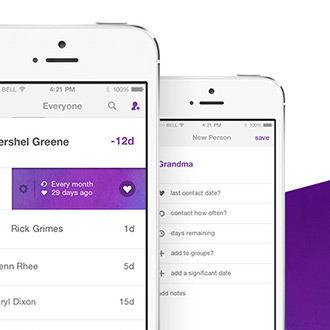 BELL 4:21 PM
Everyone
ershel Greene -12d
Every month
29 days ago
Rick Grimes 1d
enn Rhee 5d
aryl Dixon 15d
BELL 4:21 PM 100%
New Person save
Grandma
last contact date?
contact how often?
days remaining
add to groups?
add a significant date
add notes